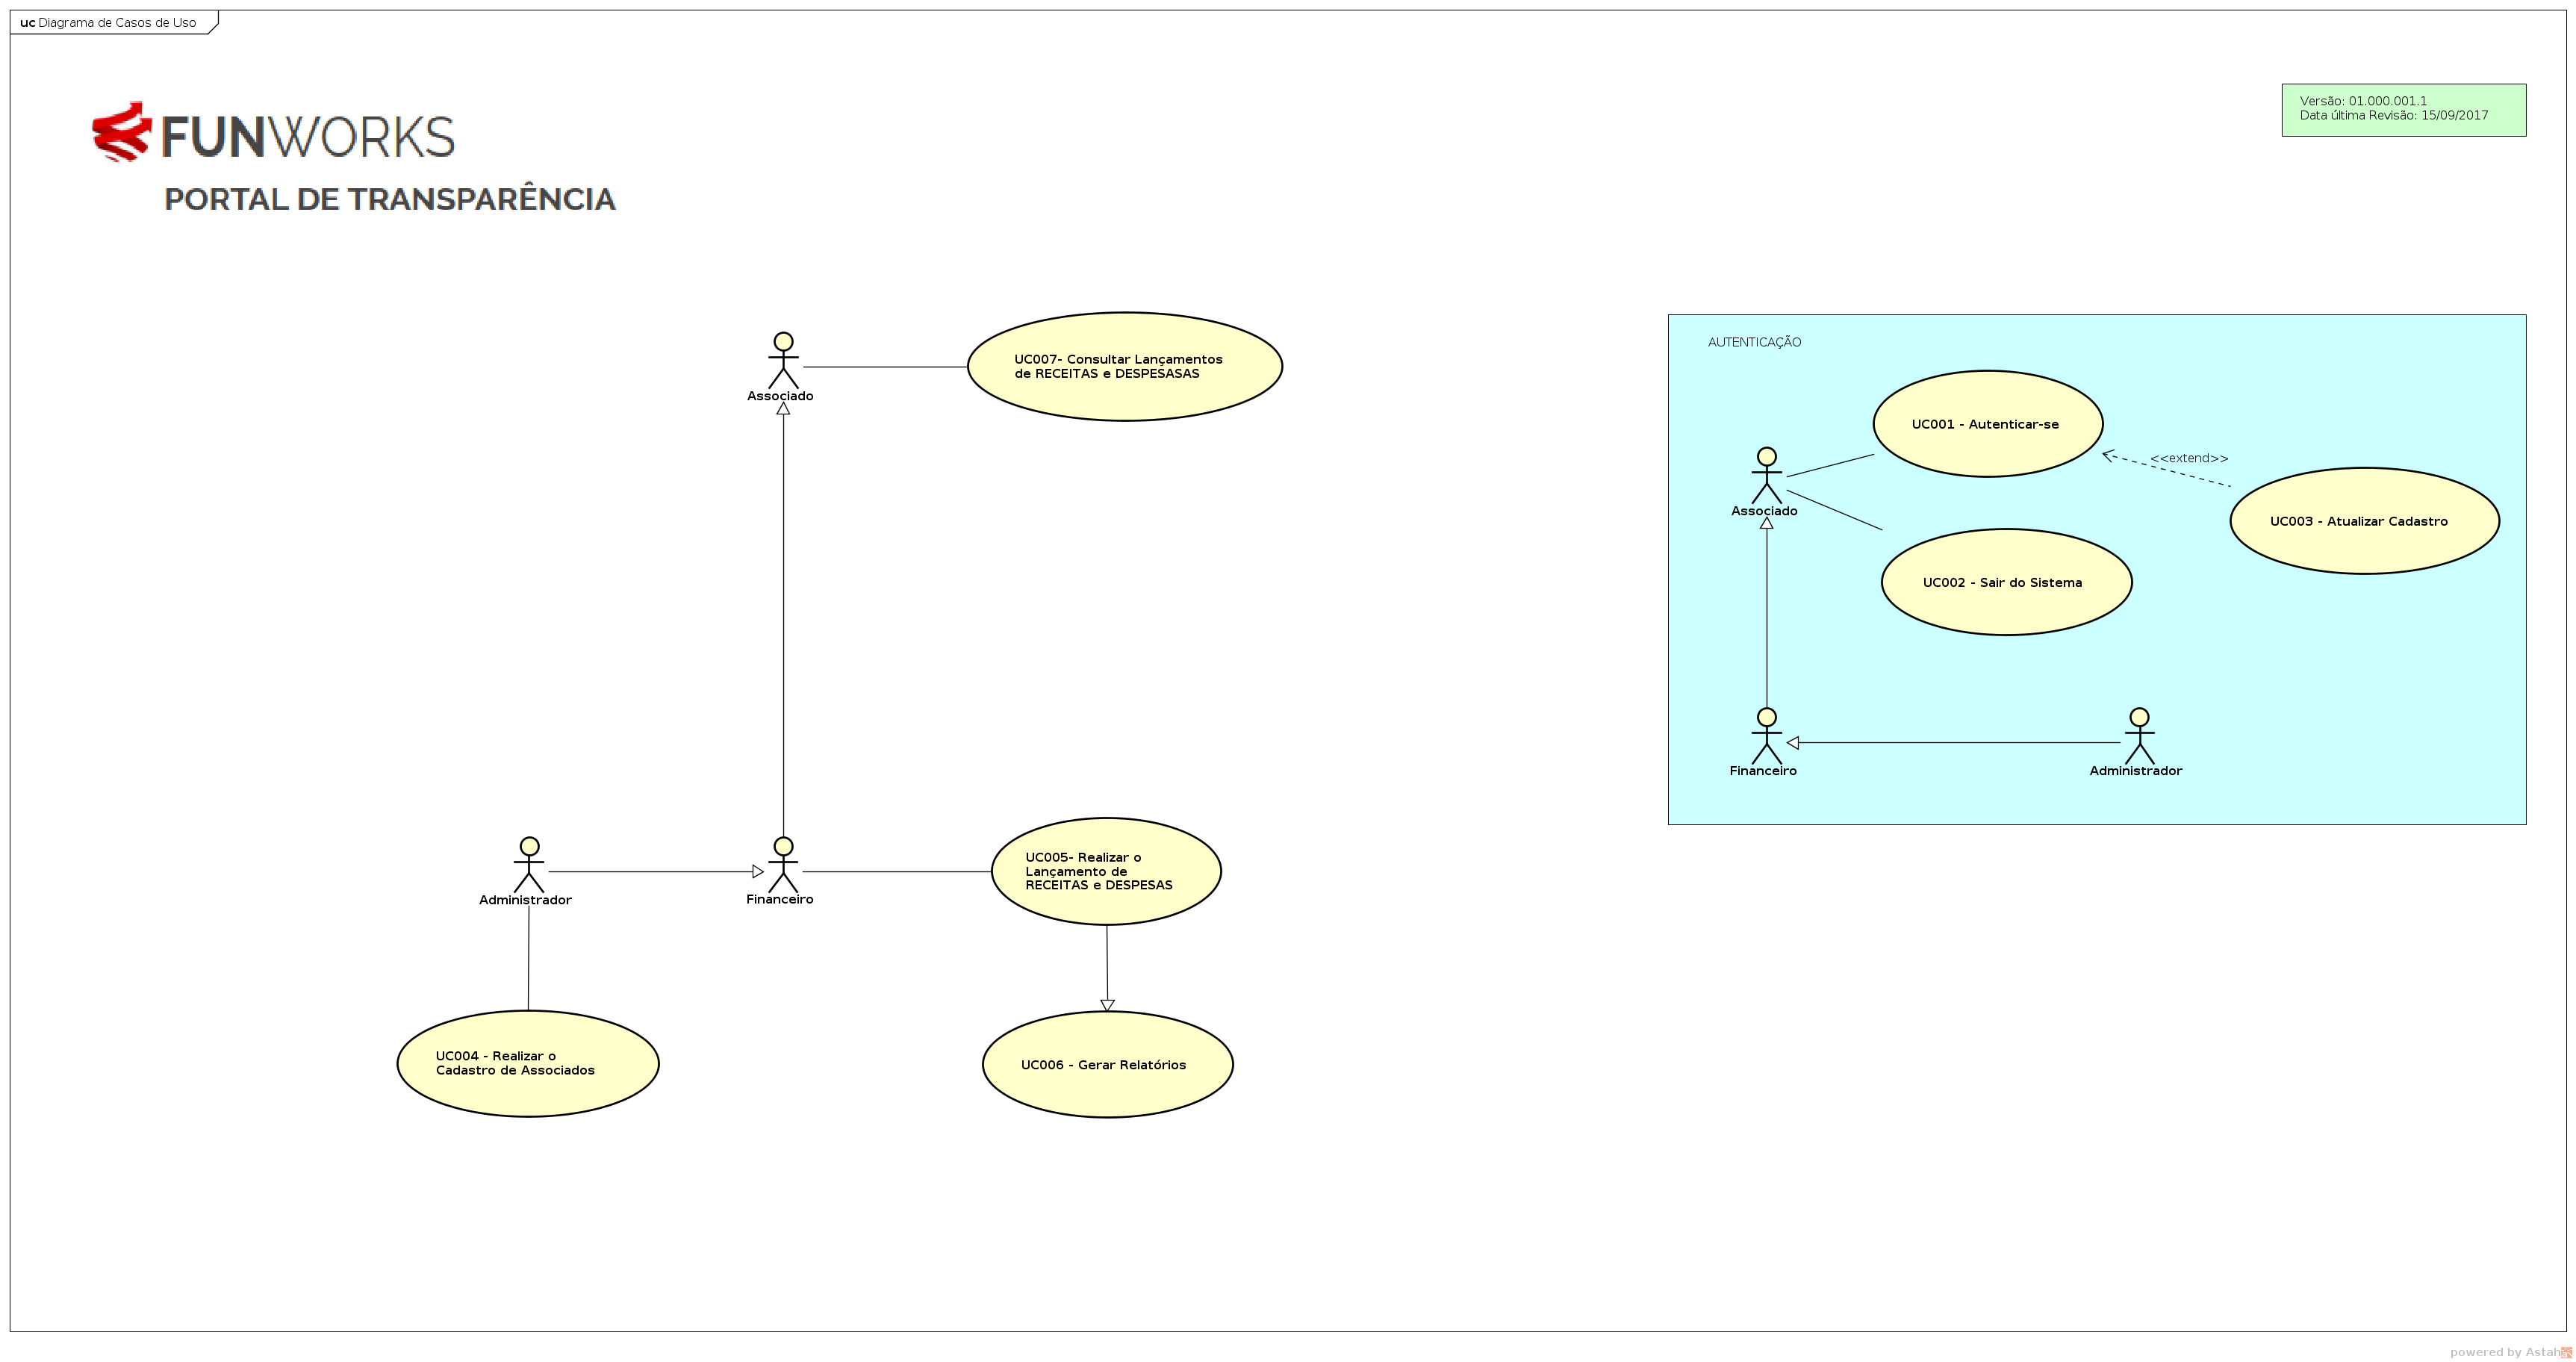 uc Diagrama de Casos de Uso
FUNWORKS
PORTAL DE TRANSPARÊNCIA
Versão: 01.000.001.1
Data última Revisão: 15/09/2017
Associado
UC007- Consultar Lançamentos
de RECEITAS e DESPESASAS
Administrador
Financeiro
UC005- Realizar o
Lançamento de
RECEITAS e DESPESAS
UC004 - Realizar o
Cadastro de Associados
UC006 - Gerar Relatórios
AUTENTICAÇÃO
UC001 - Autenticar-se
<<extend>>
Associado
UC003 - Atualizar Cadastro
UC002 - Sair do Sistema
Financeiro
Administrador
powered by Astah